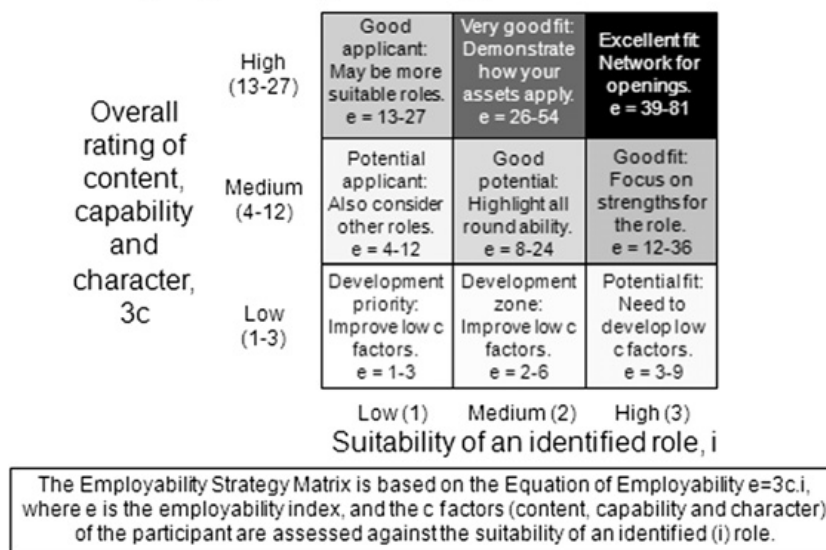 Overall
rating of
content,
capability
and
character,
3c
High
(13-27)
Good
applicant:
May be more
suitable roles.
e = 13-27
Very good fit:
Demonstrate
how your
assets apply.
e = 26-54
Excellent fit
Network for
openings.
e = 39-81
Medium
(4-12)
Potential
applicant:
Also consider
other roles.
e = 4-12
Good
potential:
Highlight all
round ability.
e = 8-24
Good fit:
Focus on
strengths for
the role.
e = 12-36
Low
(1-3)
Development
priority:
Improve low c
factors.
e = 1-3
Development
zone:
Improve low c
factors.
e = 2-6
Potential fit:
Need to
develop low
c factors.
e = 3-9
Low (1)
Medium (2)
High (3)
Suitability of an identified role, i
The Employability Strategy Matrix is based on the Equation of Employability e=3c.i,
where e is the employability index, and the c factors (content, capability and character)
of the participant are assessed against the suitability of an identified (i) role.